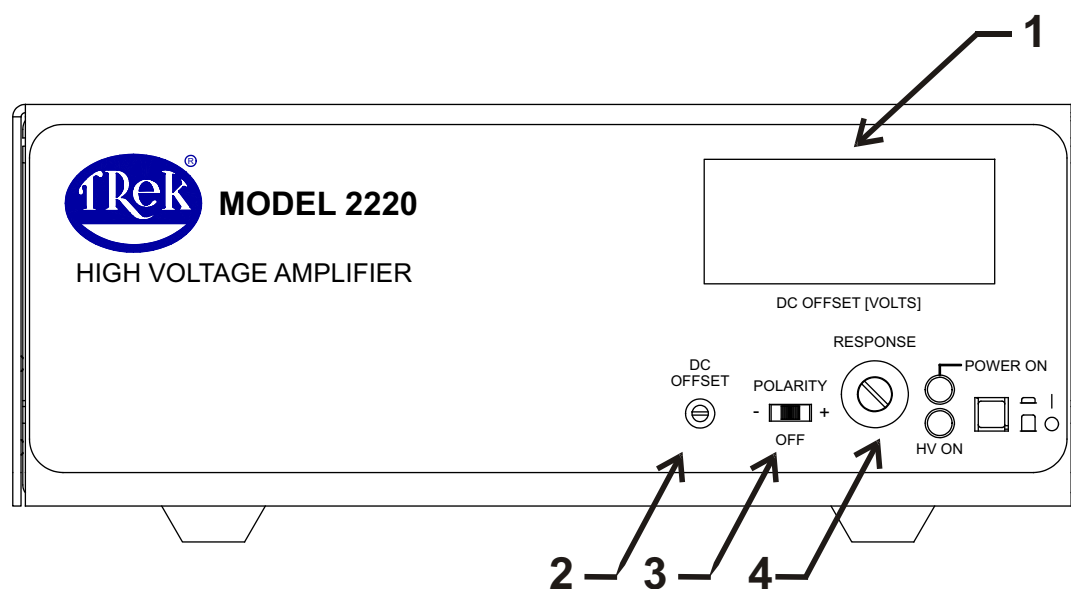 1
TRek ®
MODEL 2220
HIGH VOLTAGE AMPLIFIER
DC OFFSET [VOLTS]
RESPONSE
DC
OFFSET
POLARITY
- +
OFF
POWER ON
HV ON
2 3 4